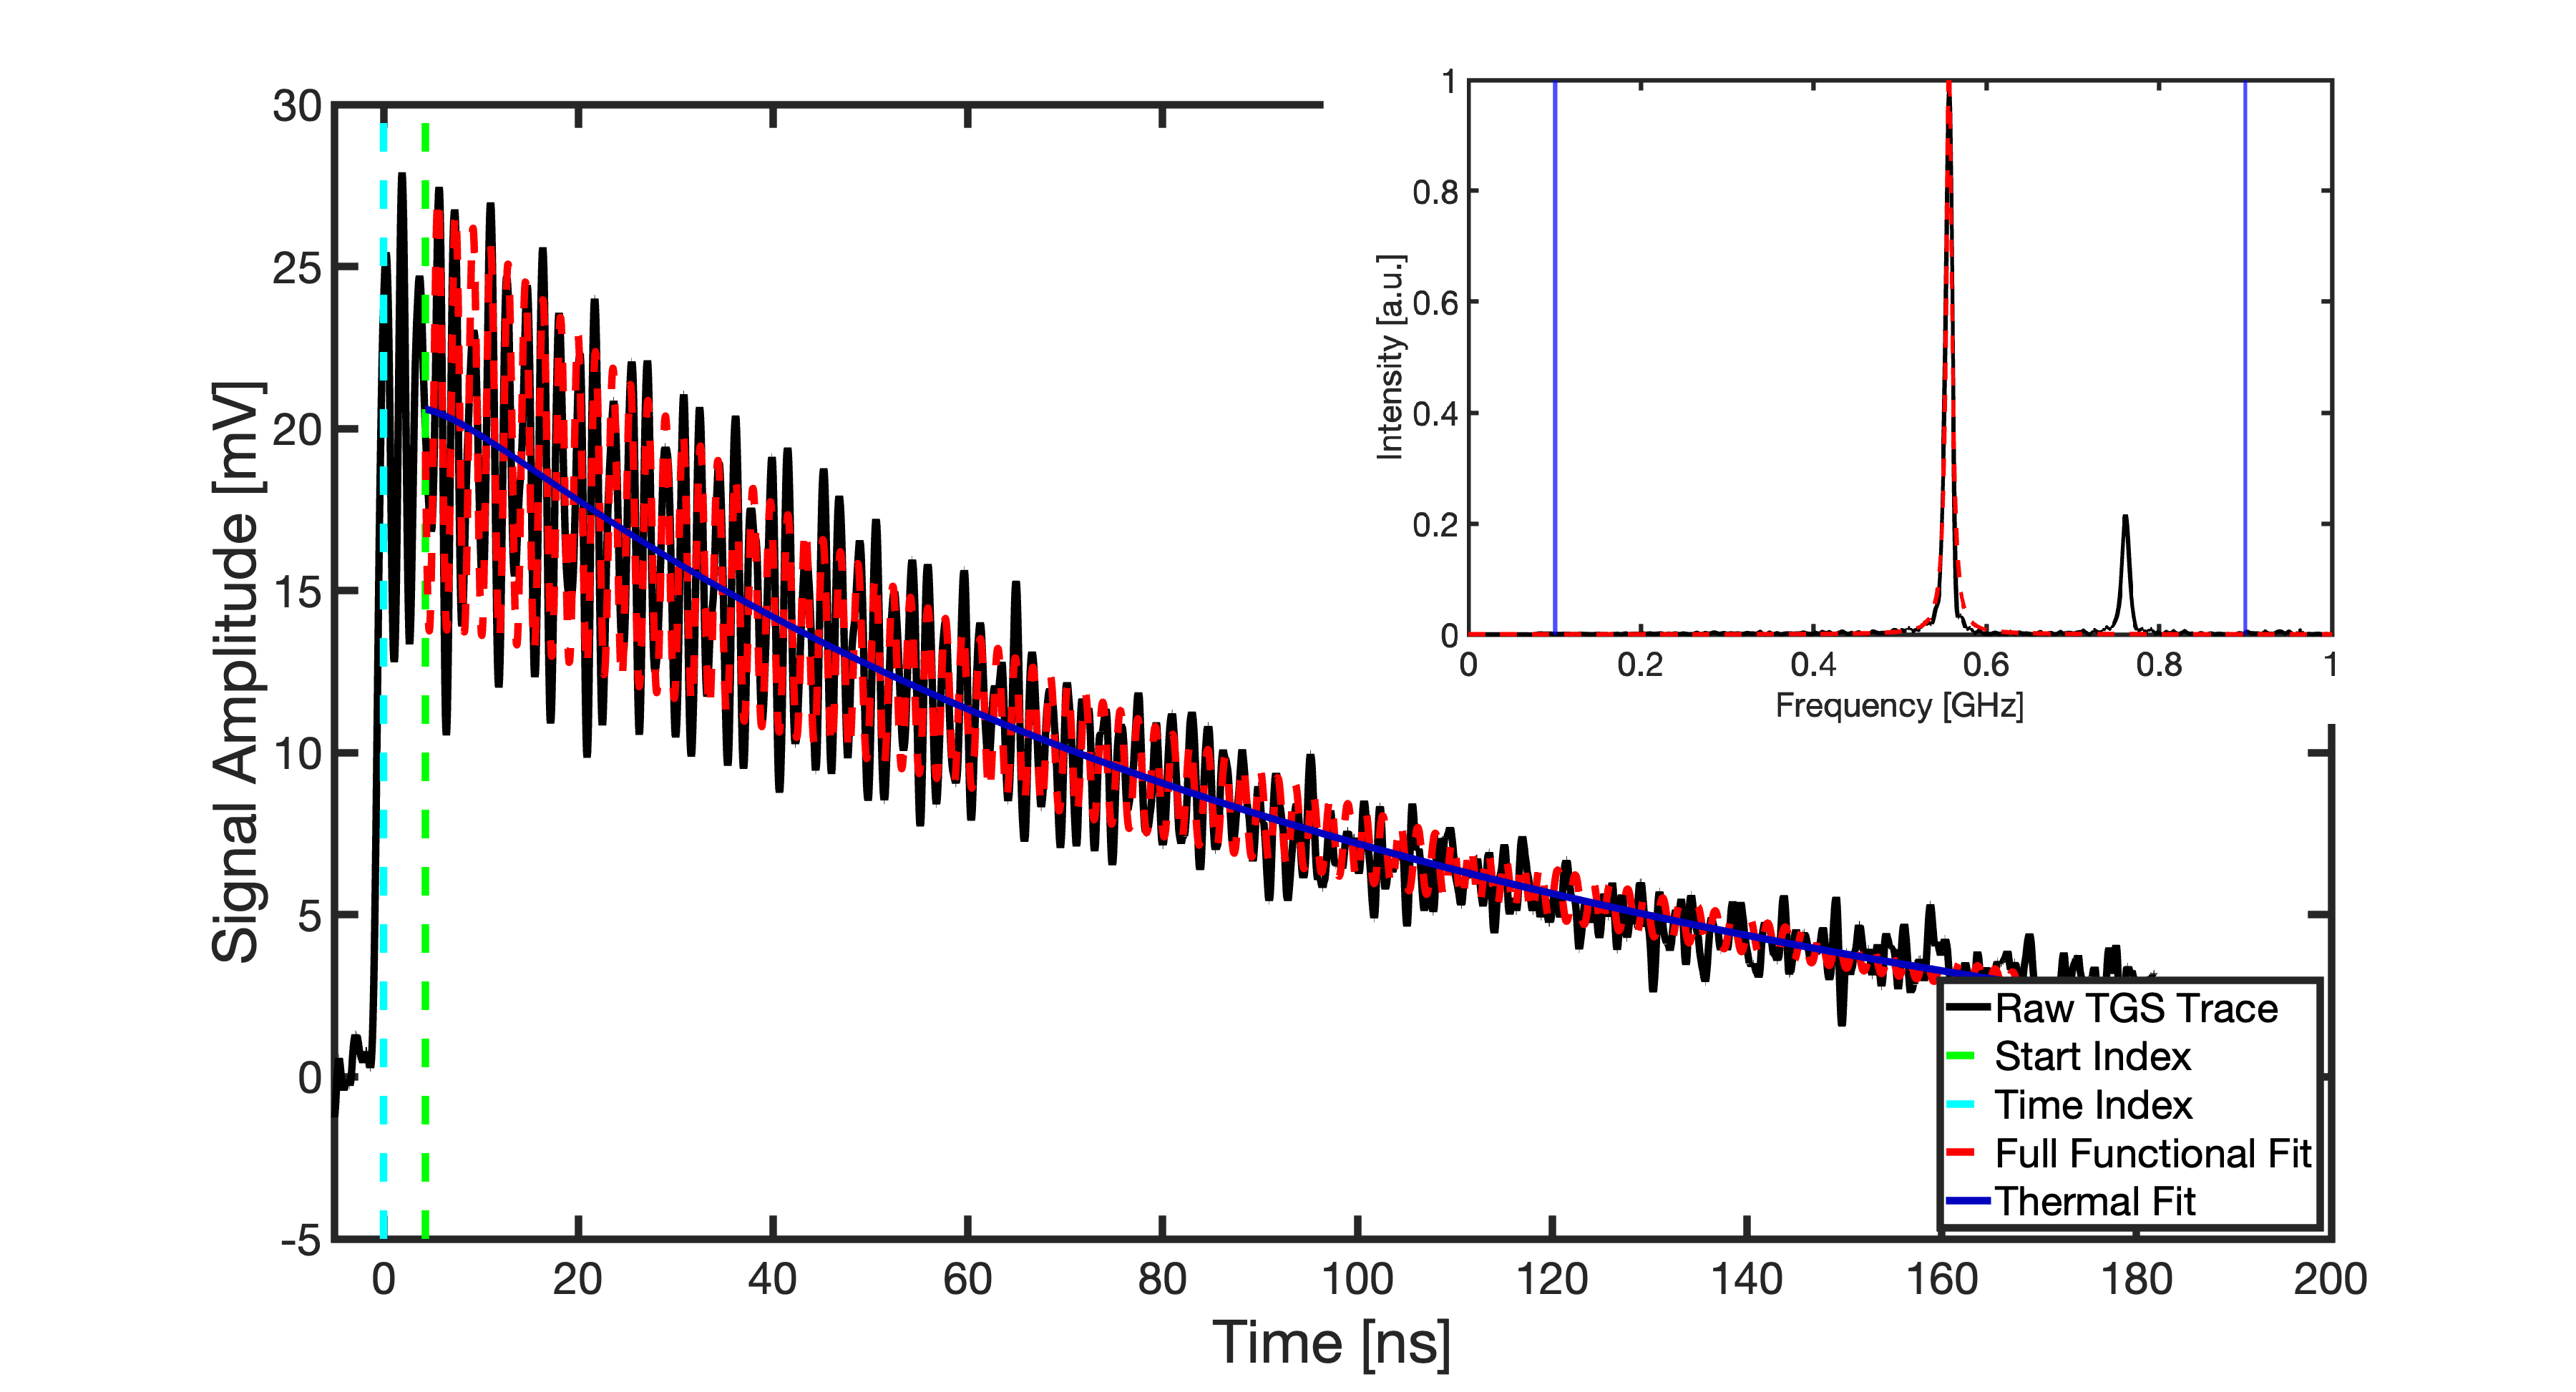 30
25
20
15
10
5
0
-5
Signal Amplitude [mV]
0 20 40 60 80 100 120 140 160 180 200
Time [ns]
1
0.8
0.6
0.4
0.2
0
Intensity [a.u.]
0 0.2 0.4 0.6 0.8 1
Frequency [GHz]
Raw TGS Trace
Start Index
Time Index
Full Functional Fit
Thermal Fit